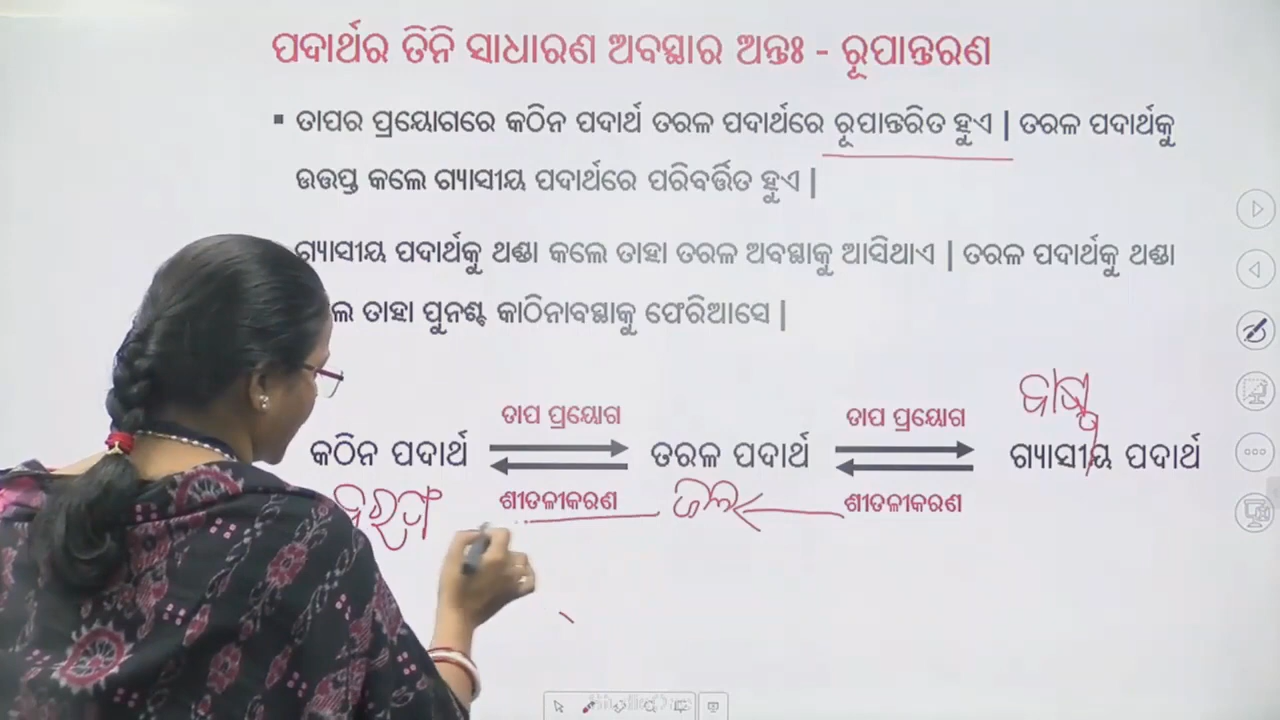 ପଦାର୍ଥର ତିନି ସାଧାରଣ ଅବସ୍ଥାର ଅନ୍ତଃ - ରୂପାନ୍ତରଣ
▪ ତାପର ପ୍ରୟୋଗରେ କଠିନ ପଦାର୍ଥ ତରଳ ପଦାର୍ଥରେ ରୂପାନ୍ତରିତ ହୁଏ | ତରଳ ପଦାର୍ଥକୁ
ଉତ୍ତପ୍ତ କଲେ ଗ୍ୟାସୀୟ ପଦାର୍ଥରେ ପରିବର୍ତ୍ତିତ ହୁଏ |
ଗ୍ୟାସୀୟ ପଦାର୍ଥକୁ ଥଣ୍ଡା କଲେ ତାହା ତରଳ ଅବସ୍ଥାକୁ ଆସିଥାଏ | ତରଳ ପଦାର୍ଥକୁ ଥଣ୍ଡା
ଲେ ତାହା ପୁନଶ୍ଚ କାଠିନାବସ୍ଥାକୁ ଫେରିଆସେ |
ବାଷ୍ପ
ତାପ ପ୍ରୟୋଗ ତାପ ପ୍ରୟୋଗ
କଠିନ ପଦାର୍ଥ ତରଳ ପଦାର୍ଥ ଗ୍ୟାସୀୟ ପଦାର୍ଥ
ଶୀତଳୀକରଣ ଶୀତଳୀକରଣ
ବରଫ ଜଳ